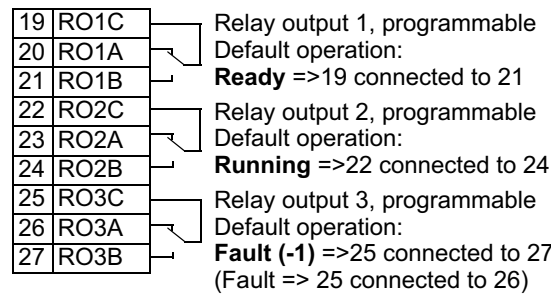 19 RO1C Relay output 1, programmable
20 RO1A Default operation:
21 RO1B Ready =>19 connected to 21
22 RO2C Relay output 2, programmable
23 RO2A Default operation:
24 RO2B Running =>22 connected to 24
25 RO3C Relay output 3, programmable
26 RO3A Default operation:
27 RO3B Fault (-1) =>25 connected to 27
(Fault => 25 connected to 26)